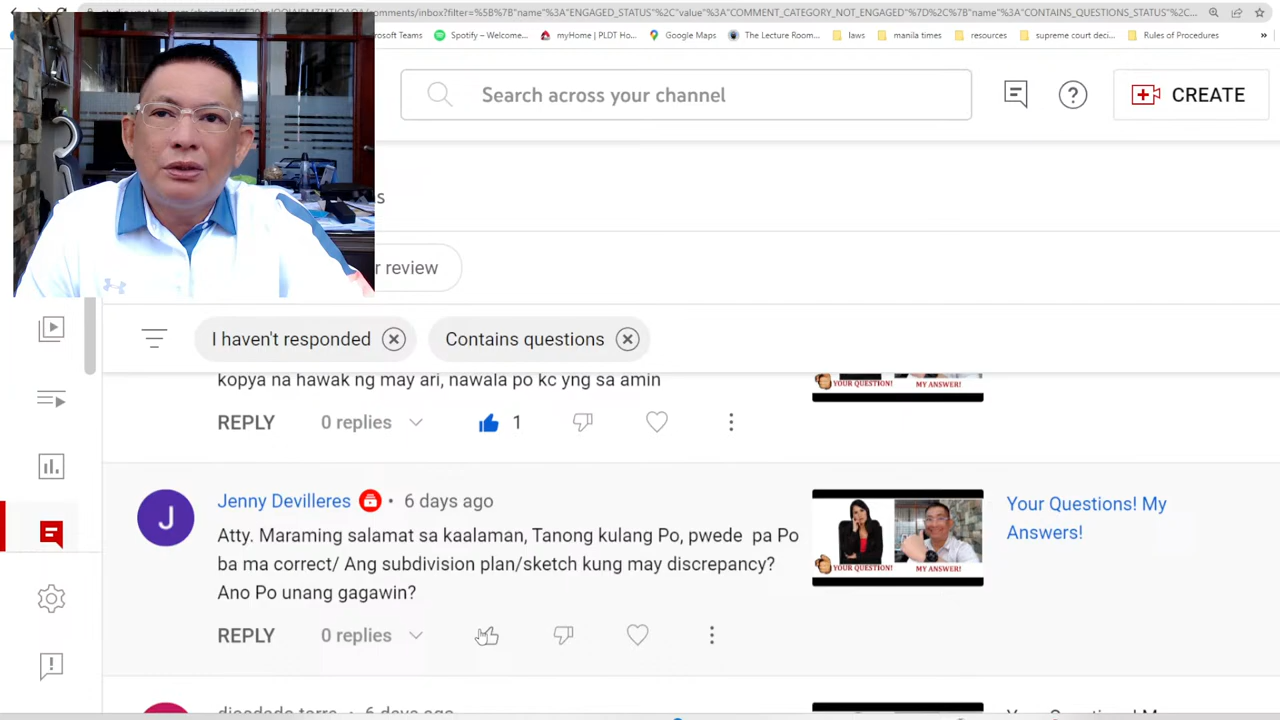 crosoft Teams
Spotify – Welcome...
myHome | PLDT Ho...
Google Maps
The Lecture Room...
laws
manila times
resources
supreme court deci...
Rules of Procedures
»
Search across your channel
CREATE
s
r review
I haven't responded
Contains questions
kopya na hawak ng may ari, nawala po kc yng sa amin
YOUR QUESTION! MY ANSWER!
REPLY 0 replies 1
J
Jenny Devilleres • 6 days ago
Atty. Maraming salamat sa kaalaman, Tanong kulang Po, pwede pa Po
ba ma correct/ Ang subdivision plan/sketch kung may discrepancy?
Ano Po unang gagawin?
YOUR QUESTION! MY ANSWER!
Your Questions! My
Answers!
REPLY 0 replies
6 days ago